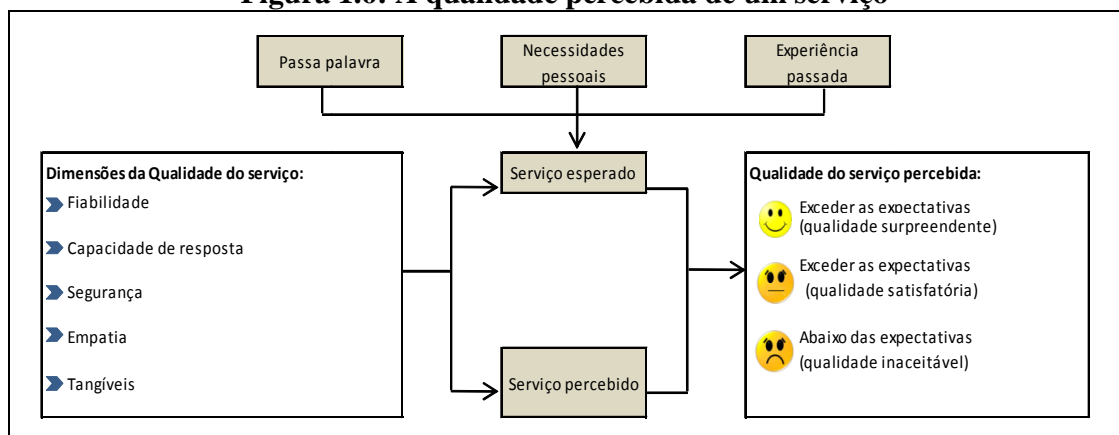 Figura 1.6: A qualidade percebida de um serviço
Passa palavra
Necessidades
pessoais
Experiência
passada
Dimensões da Qualidade do serviço:
Fiabilidade
Capacidade de resposta
Segurança
Empatia
Tangíveis
Serviço esperado
Serviço percebido
Qualidade do serviço percebida:
Exceder as expectativas
(qualidade surpreendente)
Exceder as expectativas
(qualidade satisfatória)
Abaixo das expectativas
(qualidade inaceitável)